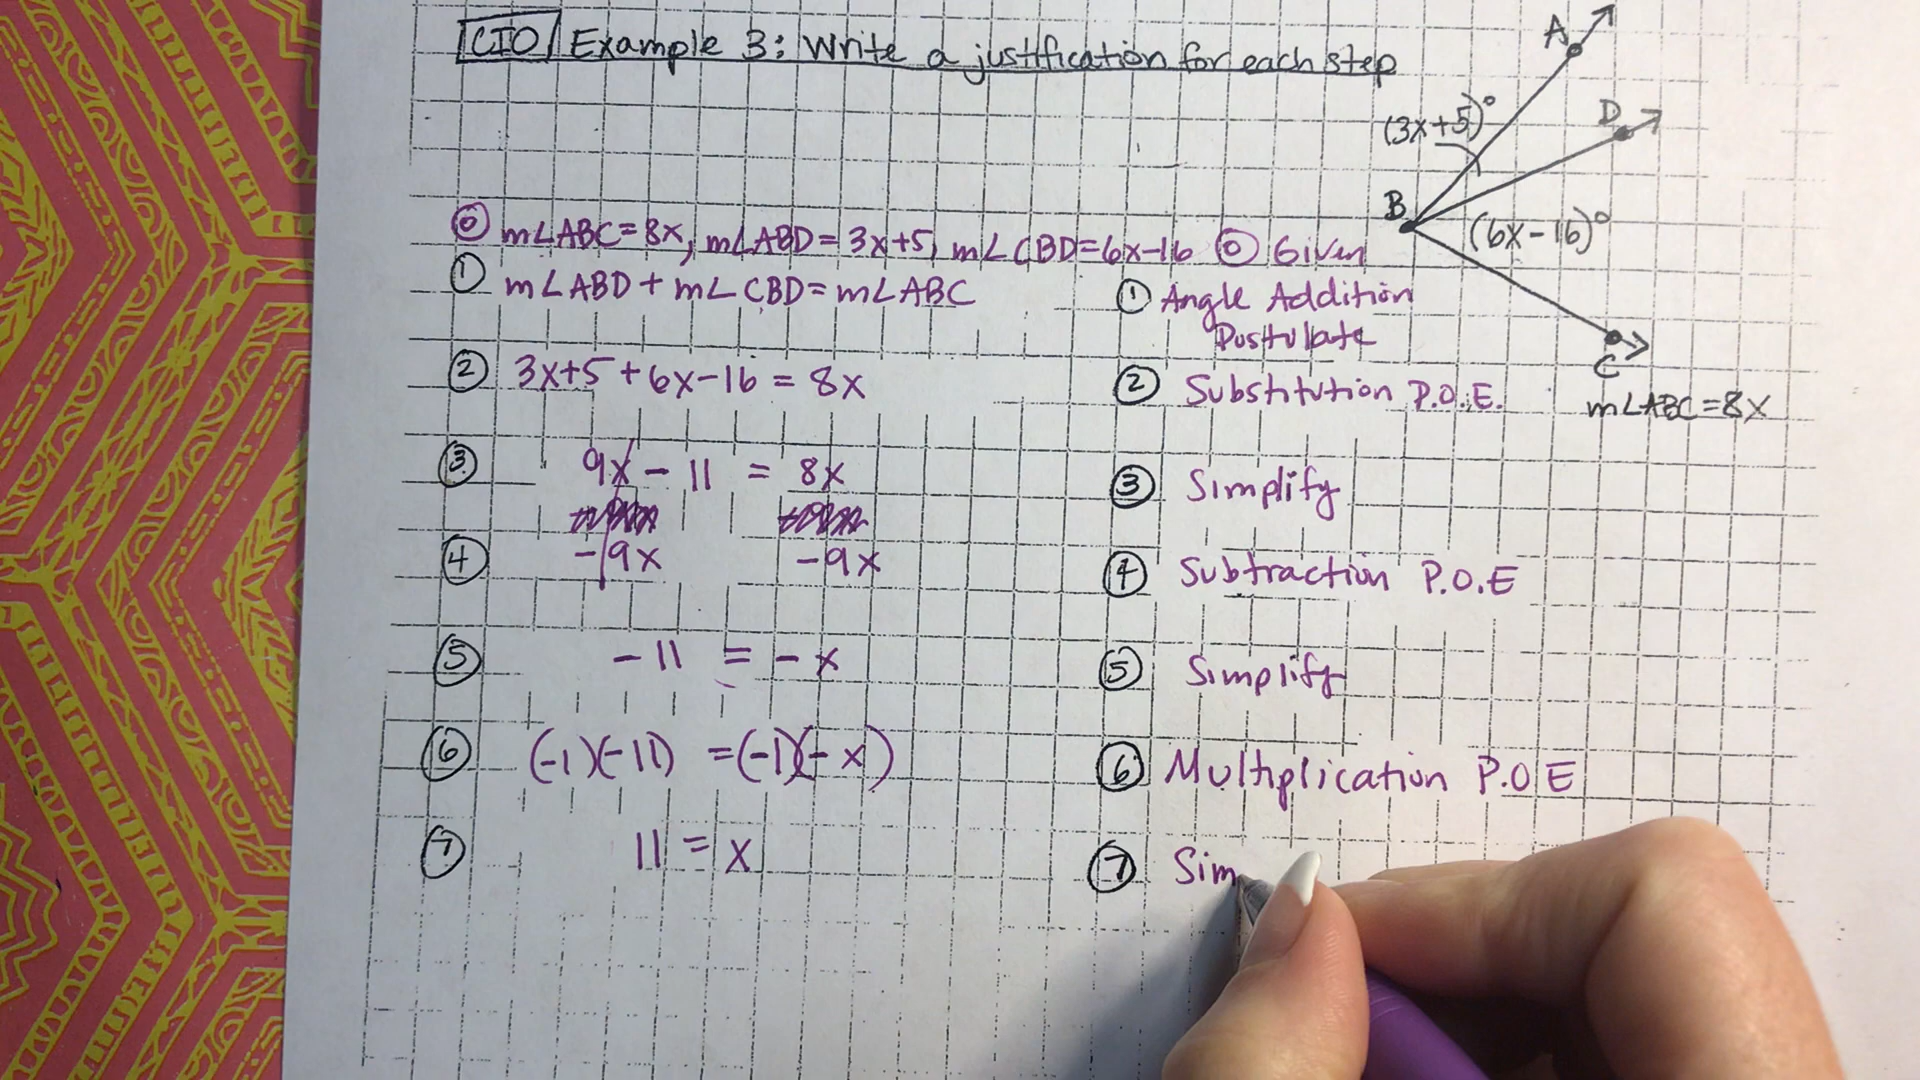 CIO Example 3: Write a justification for each step
A
D
(3x+5)°
B
(6x-16)°
C
m∠ABC=8x
⓪ m∠ABC=8x, m∠ABD=3x+5, m∠CBD=6x-16 ⓪ Given
① m∠ABD+m∠CBD=m∠ABC ① Angle Addition
Postulate
② 3x+5+6x-16=8x ② Substitution P.O.E.
③ 9x-11=8x ③ Simplify
④ -9x -9x ④ Subtraction P.O.E
⑤ -11=-x ⑤ Simplify
⑥ (-1)(-11)=(-1)(-x) ⑥ Multiplication P.O E
⑦ 11=x ⑦ Sim